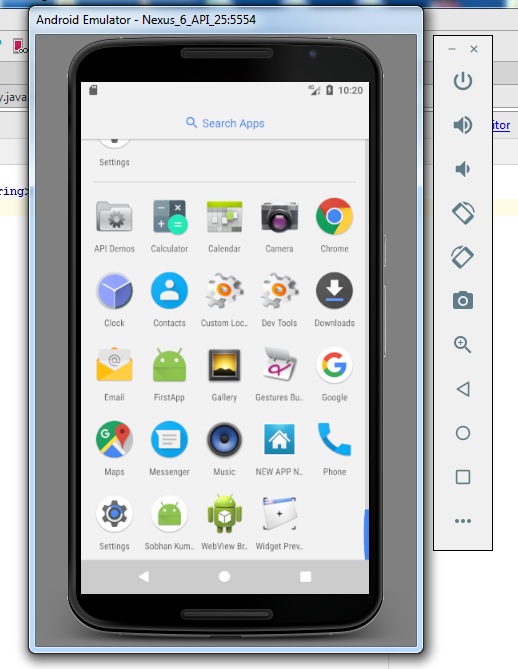 Android Emulator - Nexus_6_API_25:5554
y.java
itor
ring>
4G 10:20
Search Apps
Settings
API Demos Calculator Calendar Camera Chrome
Clock Contacts Custom Loc.. Dev Tools Downloads
Email FirstApp Gallery Gestures Bu.. Google
Maps Messenger Music NEW APP N.. Phone
Settings Sobhan Kum.. WebView Br.. Widget Prev..